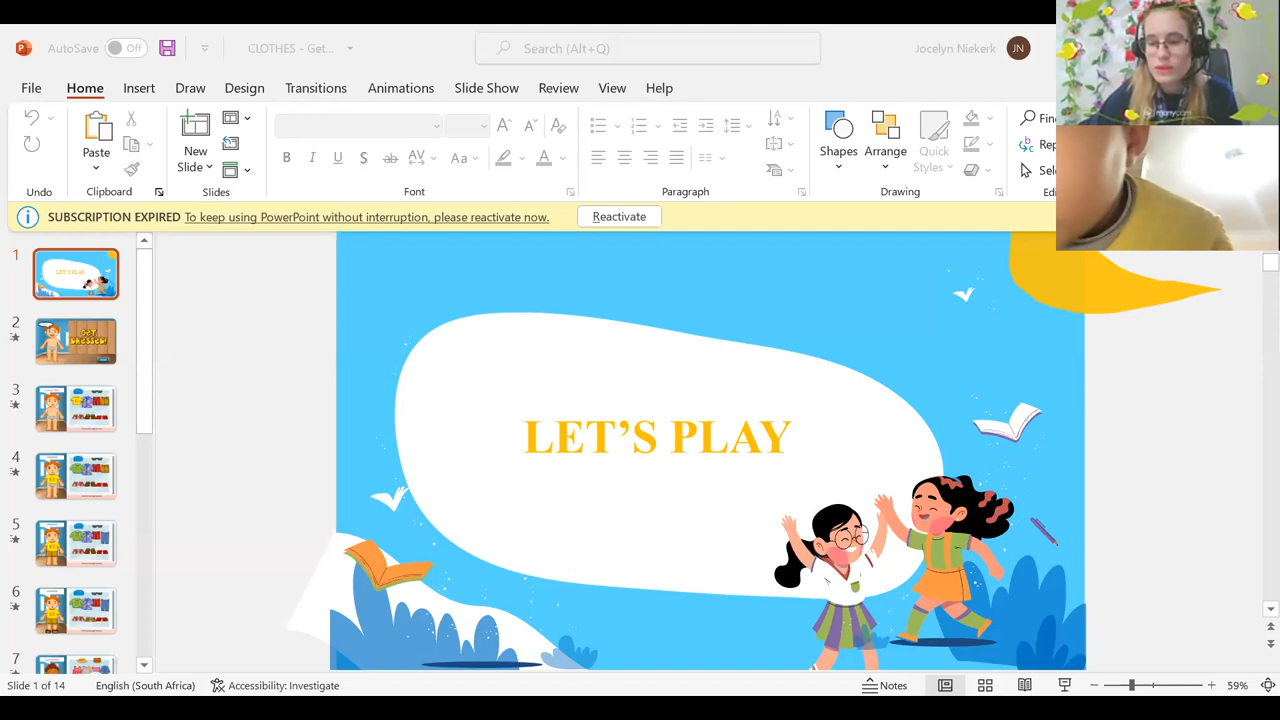 AutoSave Off CLOTHES - Get... Search (Alt+Q) Jocelyn Niekerk JN
File Home Insert Draw Design Transitions Animations Slide Show Review View Help
Paste New Slide Shapes Arrange Quick Styles
Undo Clipboard Slides Font Paragraph Drawing
SUBSCRIPTION EXPIRED To keep using PowerPoint without interruption, please reactivate now. Reactivate
1
2
GET DRESSED!
3
4
5
6
7
LET'S PLAY
Slide 1 of 14 English (South Africa) Accessibility: Investigate Notes 59%